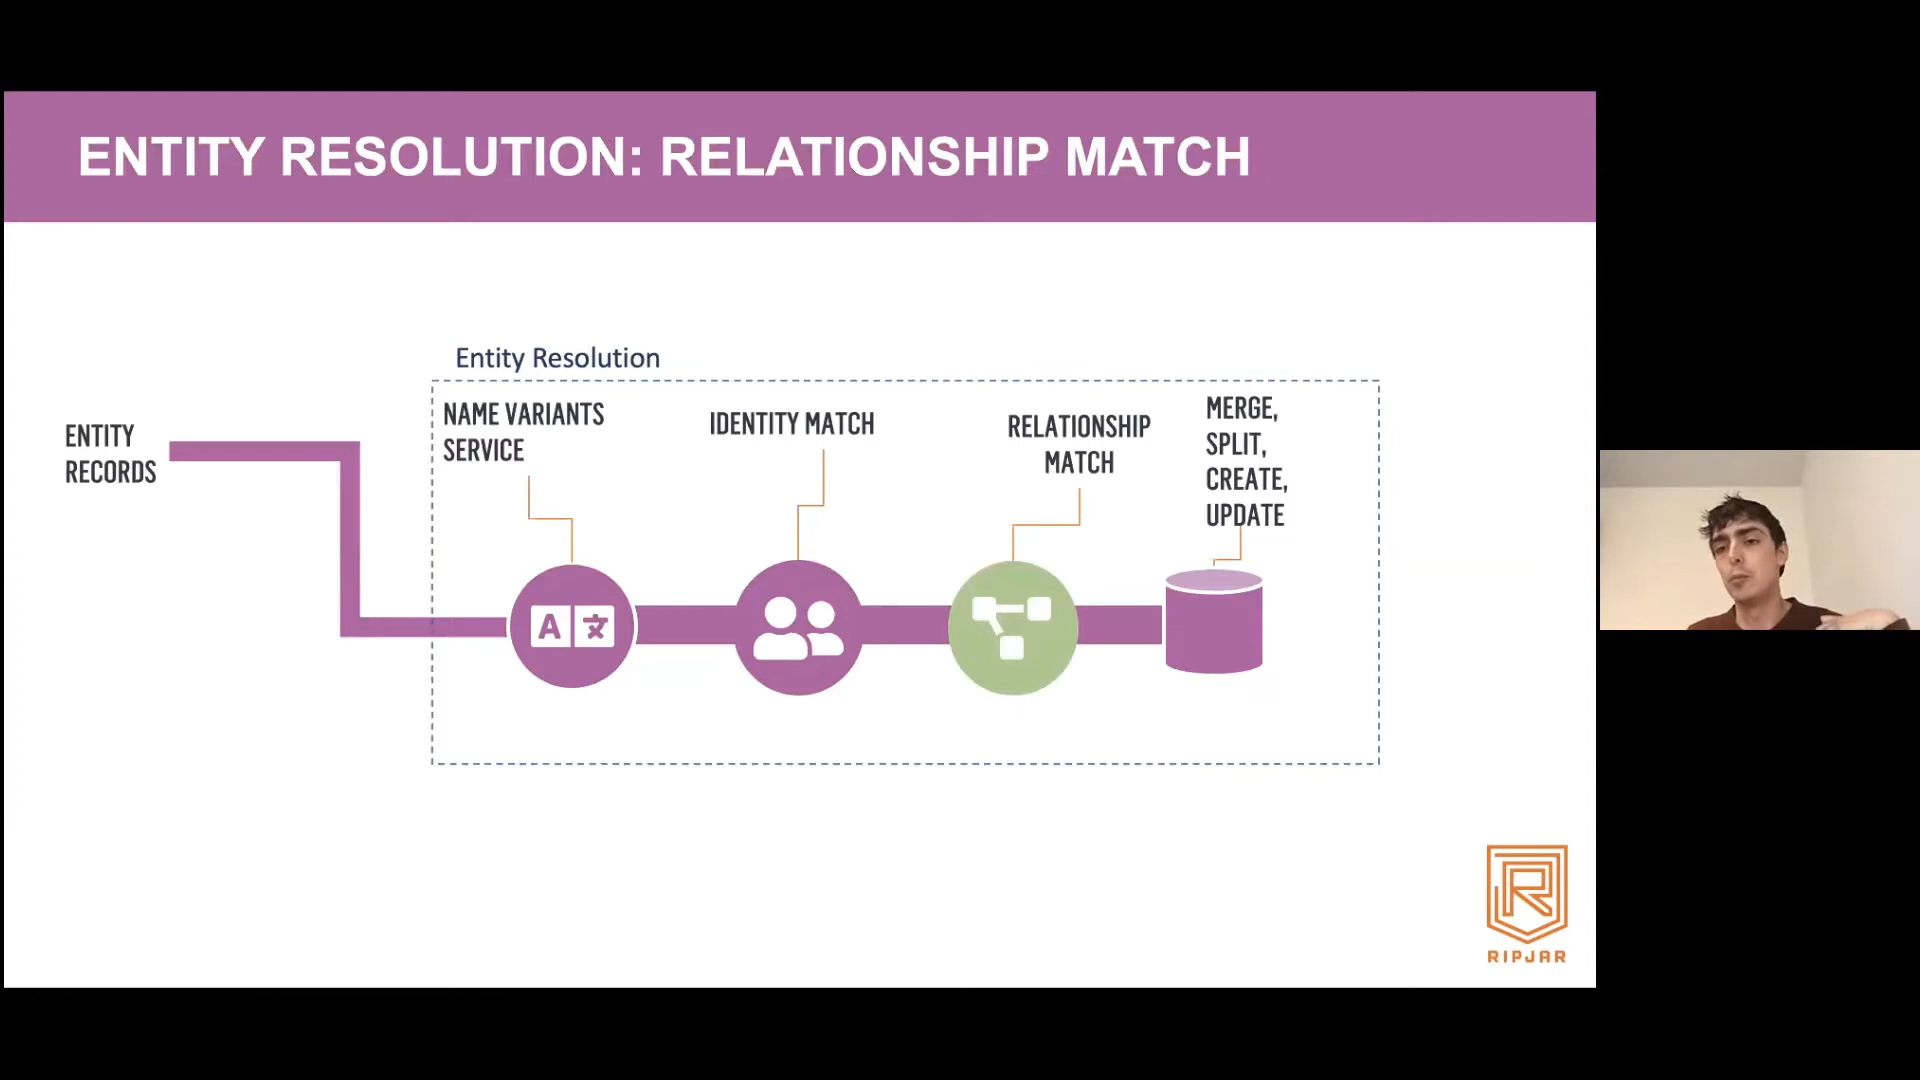 ENTITY RESOLUTION: RELATIONSHIP MATCH
Entity Resolution
ENTITY
RECORDS
NAME VARIANTS
SERVICE
IDENTITY MATCH
RELATIONSHIP
MATCH
MERGE,
SPLIT,
CREATE,
UPDATE
A 文
RIPJAR